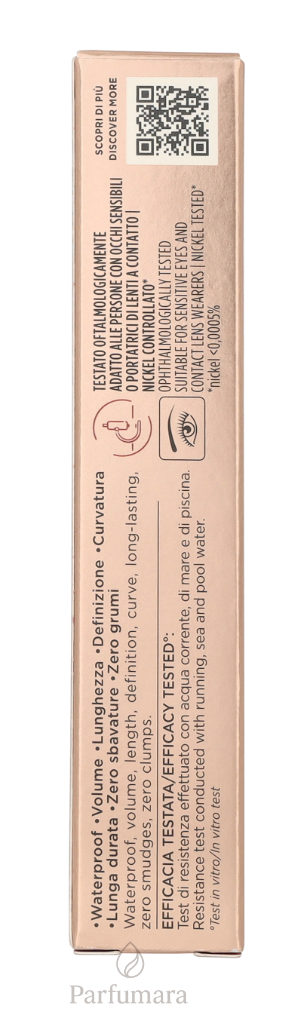 SCOPRI DI PIÙ
DISCOVER MORE
TESTATO OFTALMOLOGICAMENTE
ADATTO ALLE PERSONE CON OCCHI SENSIBILI
O PORTATRICI DI LENTI A CONTATTO |
NICKEL CONTROLLATO*
OPHTHALMOLOGICALLY TESTED
SUITABLE FOR SENSITIVE EYES AND
CONTACT LENS WEARERS | NICKEL TESTED*
*nickel <0,0005%
•Waterproof •Volume •Lunghezza •Definizione •Curvatura
•Lunga durata •Zero sbavature •Zero grumi
Waterproof, volume, length, definition, curve, long-lasting,
zero smudges, zero clumps.
EFFICACIA TESTATA/EFFICACY TESTED°:
Test di resistenza effettuato con acqua corrente, di mare e di piscina.
Resistance test conducted with running, sea and pool water.
°Test in vitro/In vitro test
Parfumara